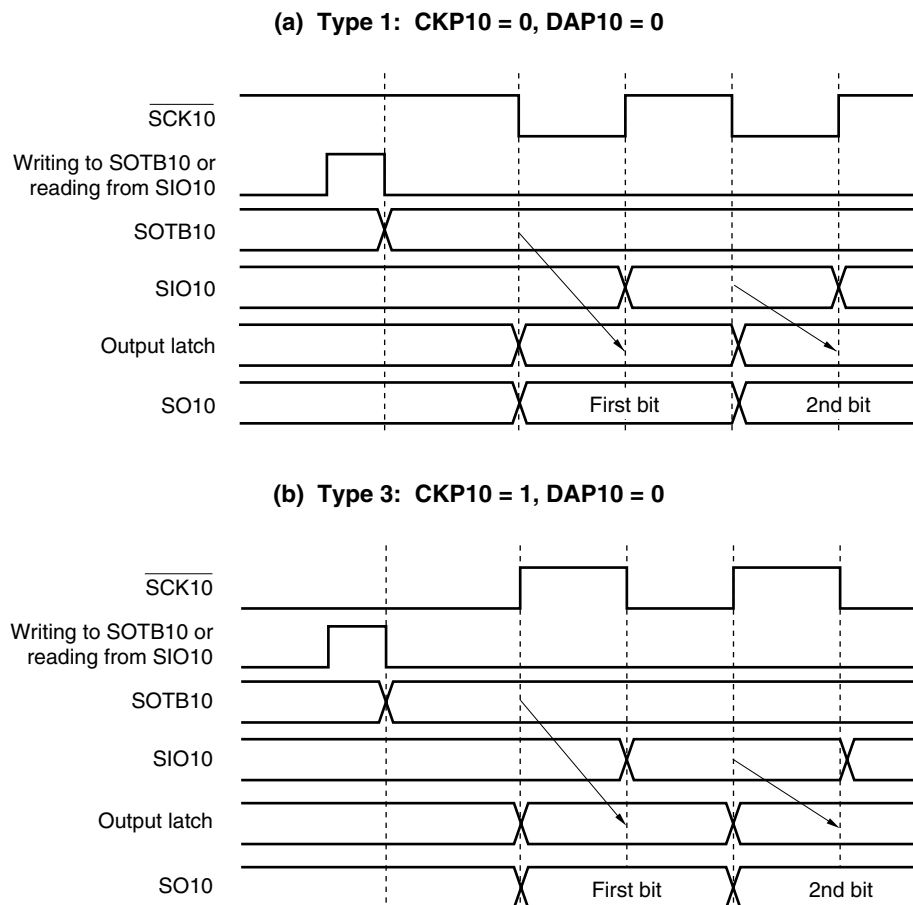 (a) Type 1: CKP10 = 0, DAP10 = 0
SCK10
Writing to SOTB10 or
reading from SIO10
SOTB10
SIO10
Output latch
SO10
First bit
2nd bit
(b) Type 3: CKP10 = 1, DAP10 = 0
SCK10
Writing to SOTB10 or
reading from SIO10
SOTB10
SIO10
Output latch
SO10
First bit
2nd bit